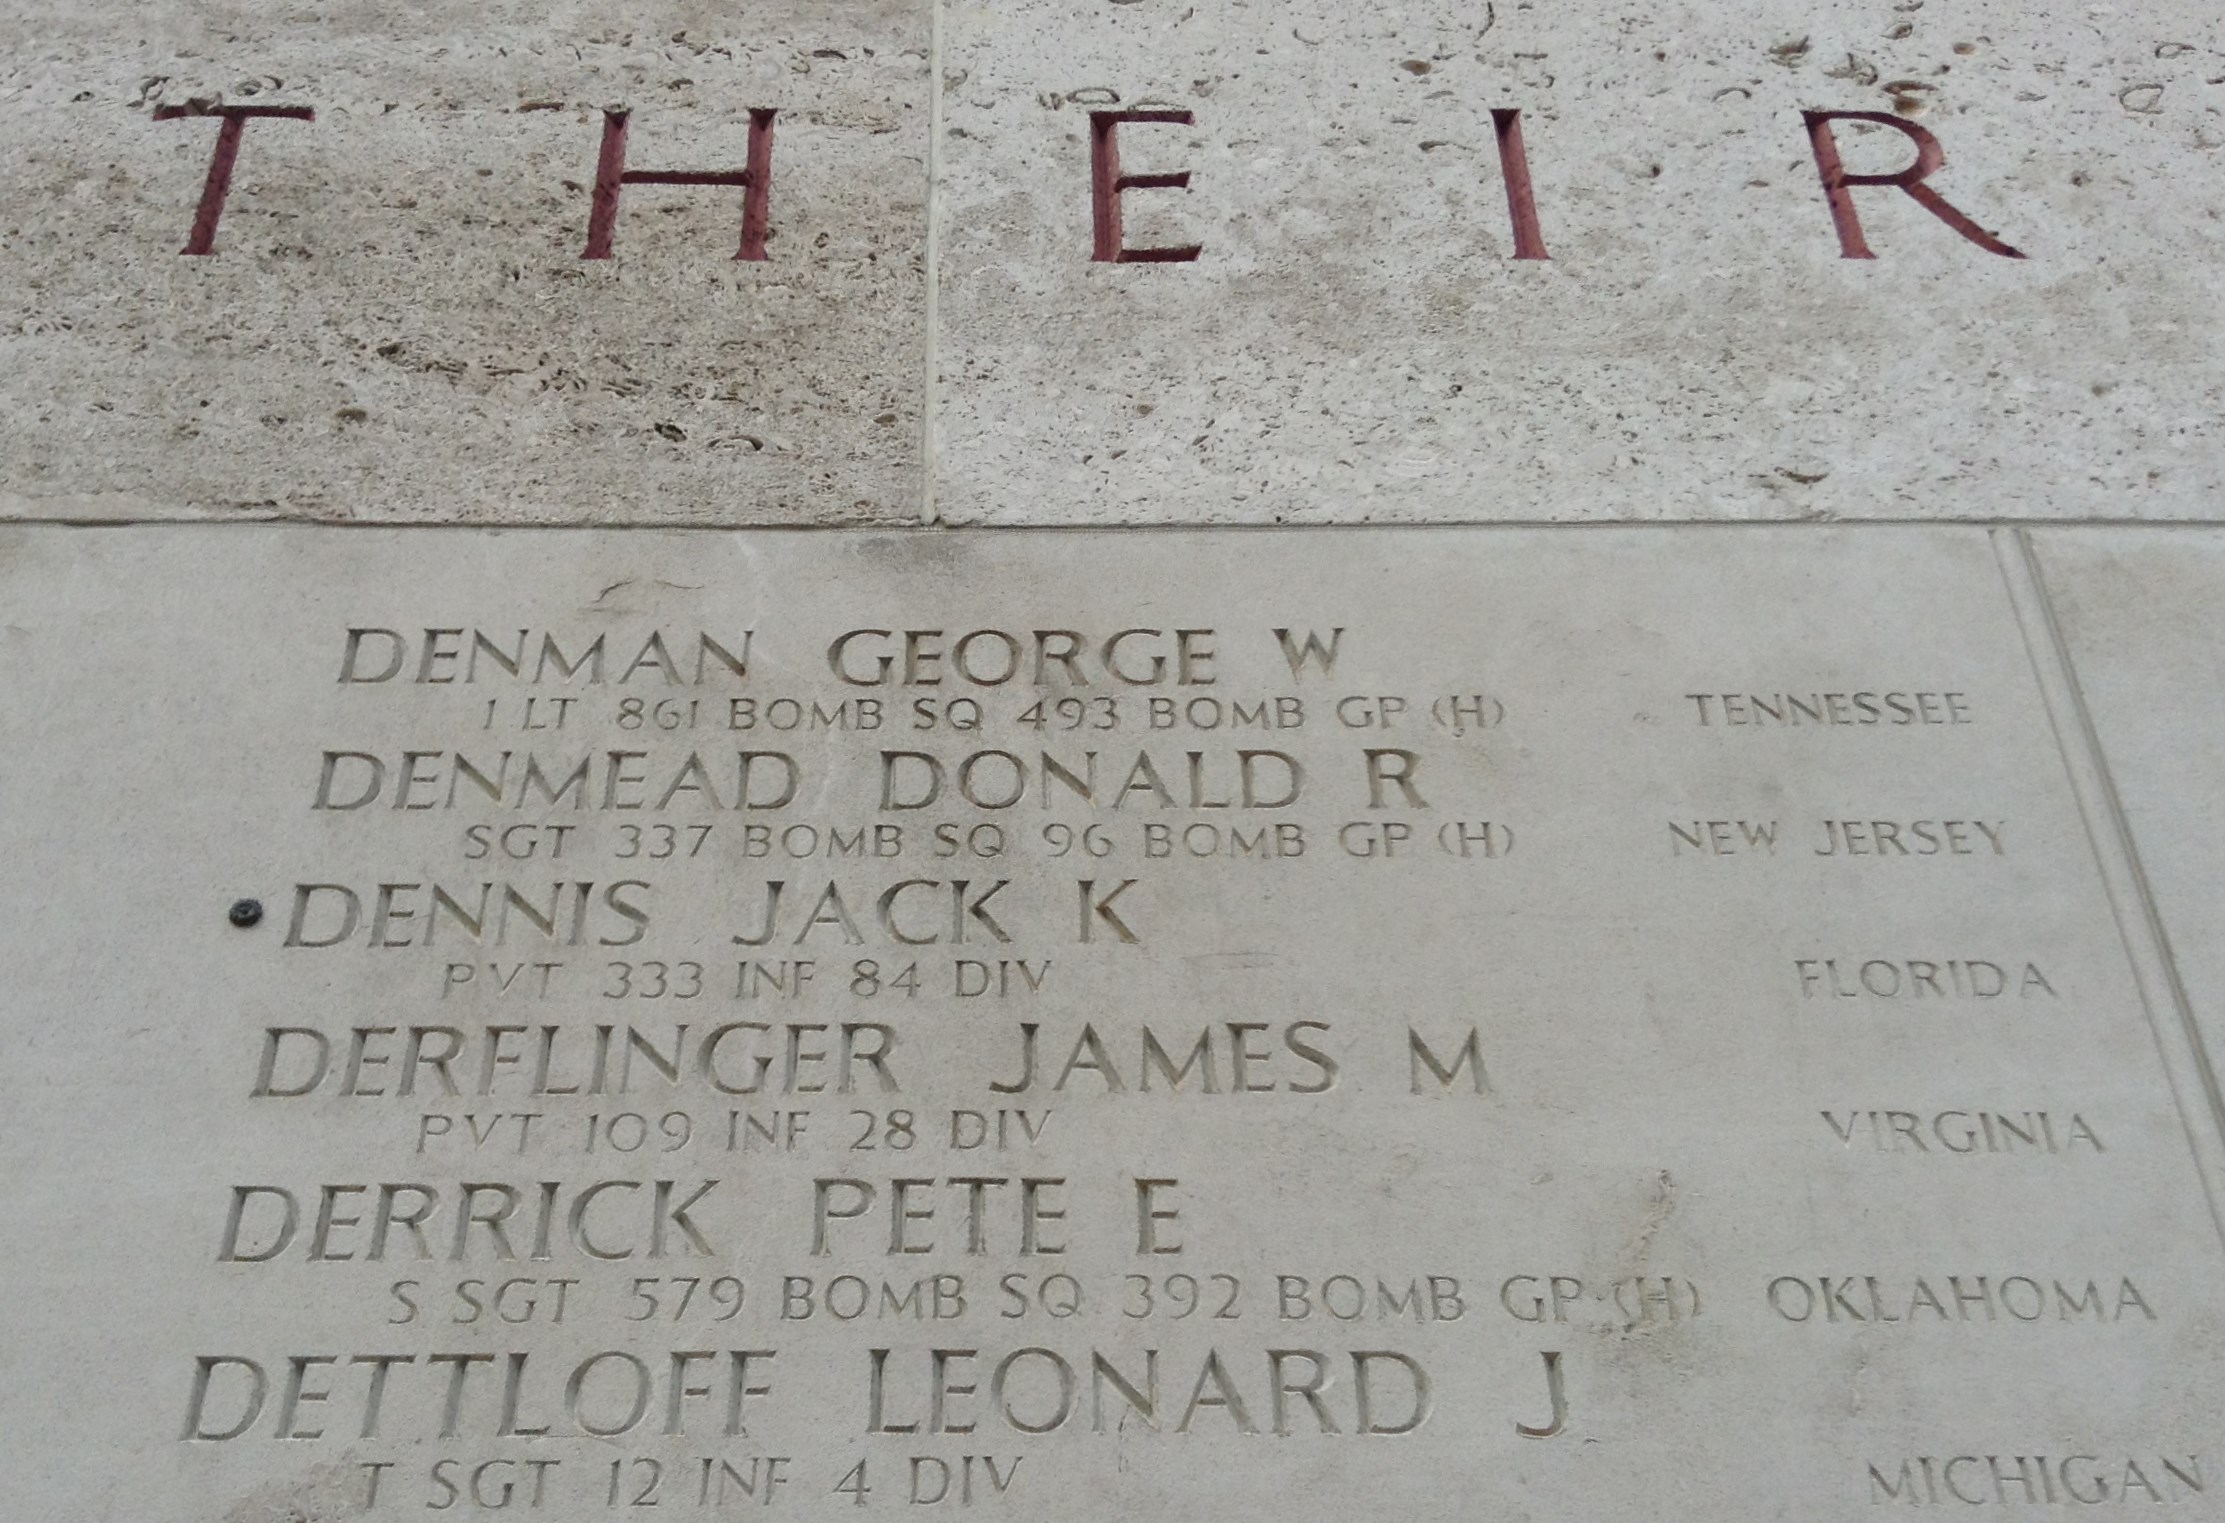 THEIR
DENMAN GEORGE W
1 LT 861 BOMB SQ 493 BOMB GP (H) TENNESSEE
DENMEAD DONALD R
SGT 337 BOMB SQ 96 BOMB GP (H) NEW JERSEY
DENNIS JACK K
PVT 333 INF 84 DIV FLORIDA
DERFLINGER JAMES M
PVT 109 INF 28 DIV VIRGINIA
DERRICK PETE E
S SGT 579 BOMB SQ 392 BOMB GP (H) OKLAHOMA
DETTLOFF LEONARD J
T SGT 12 INF 4 DIV MICHIGAN